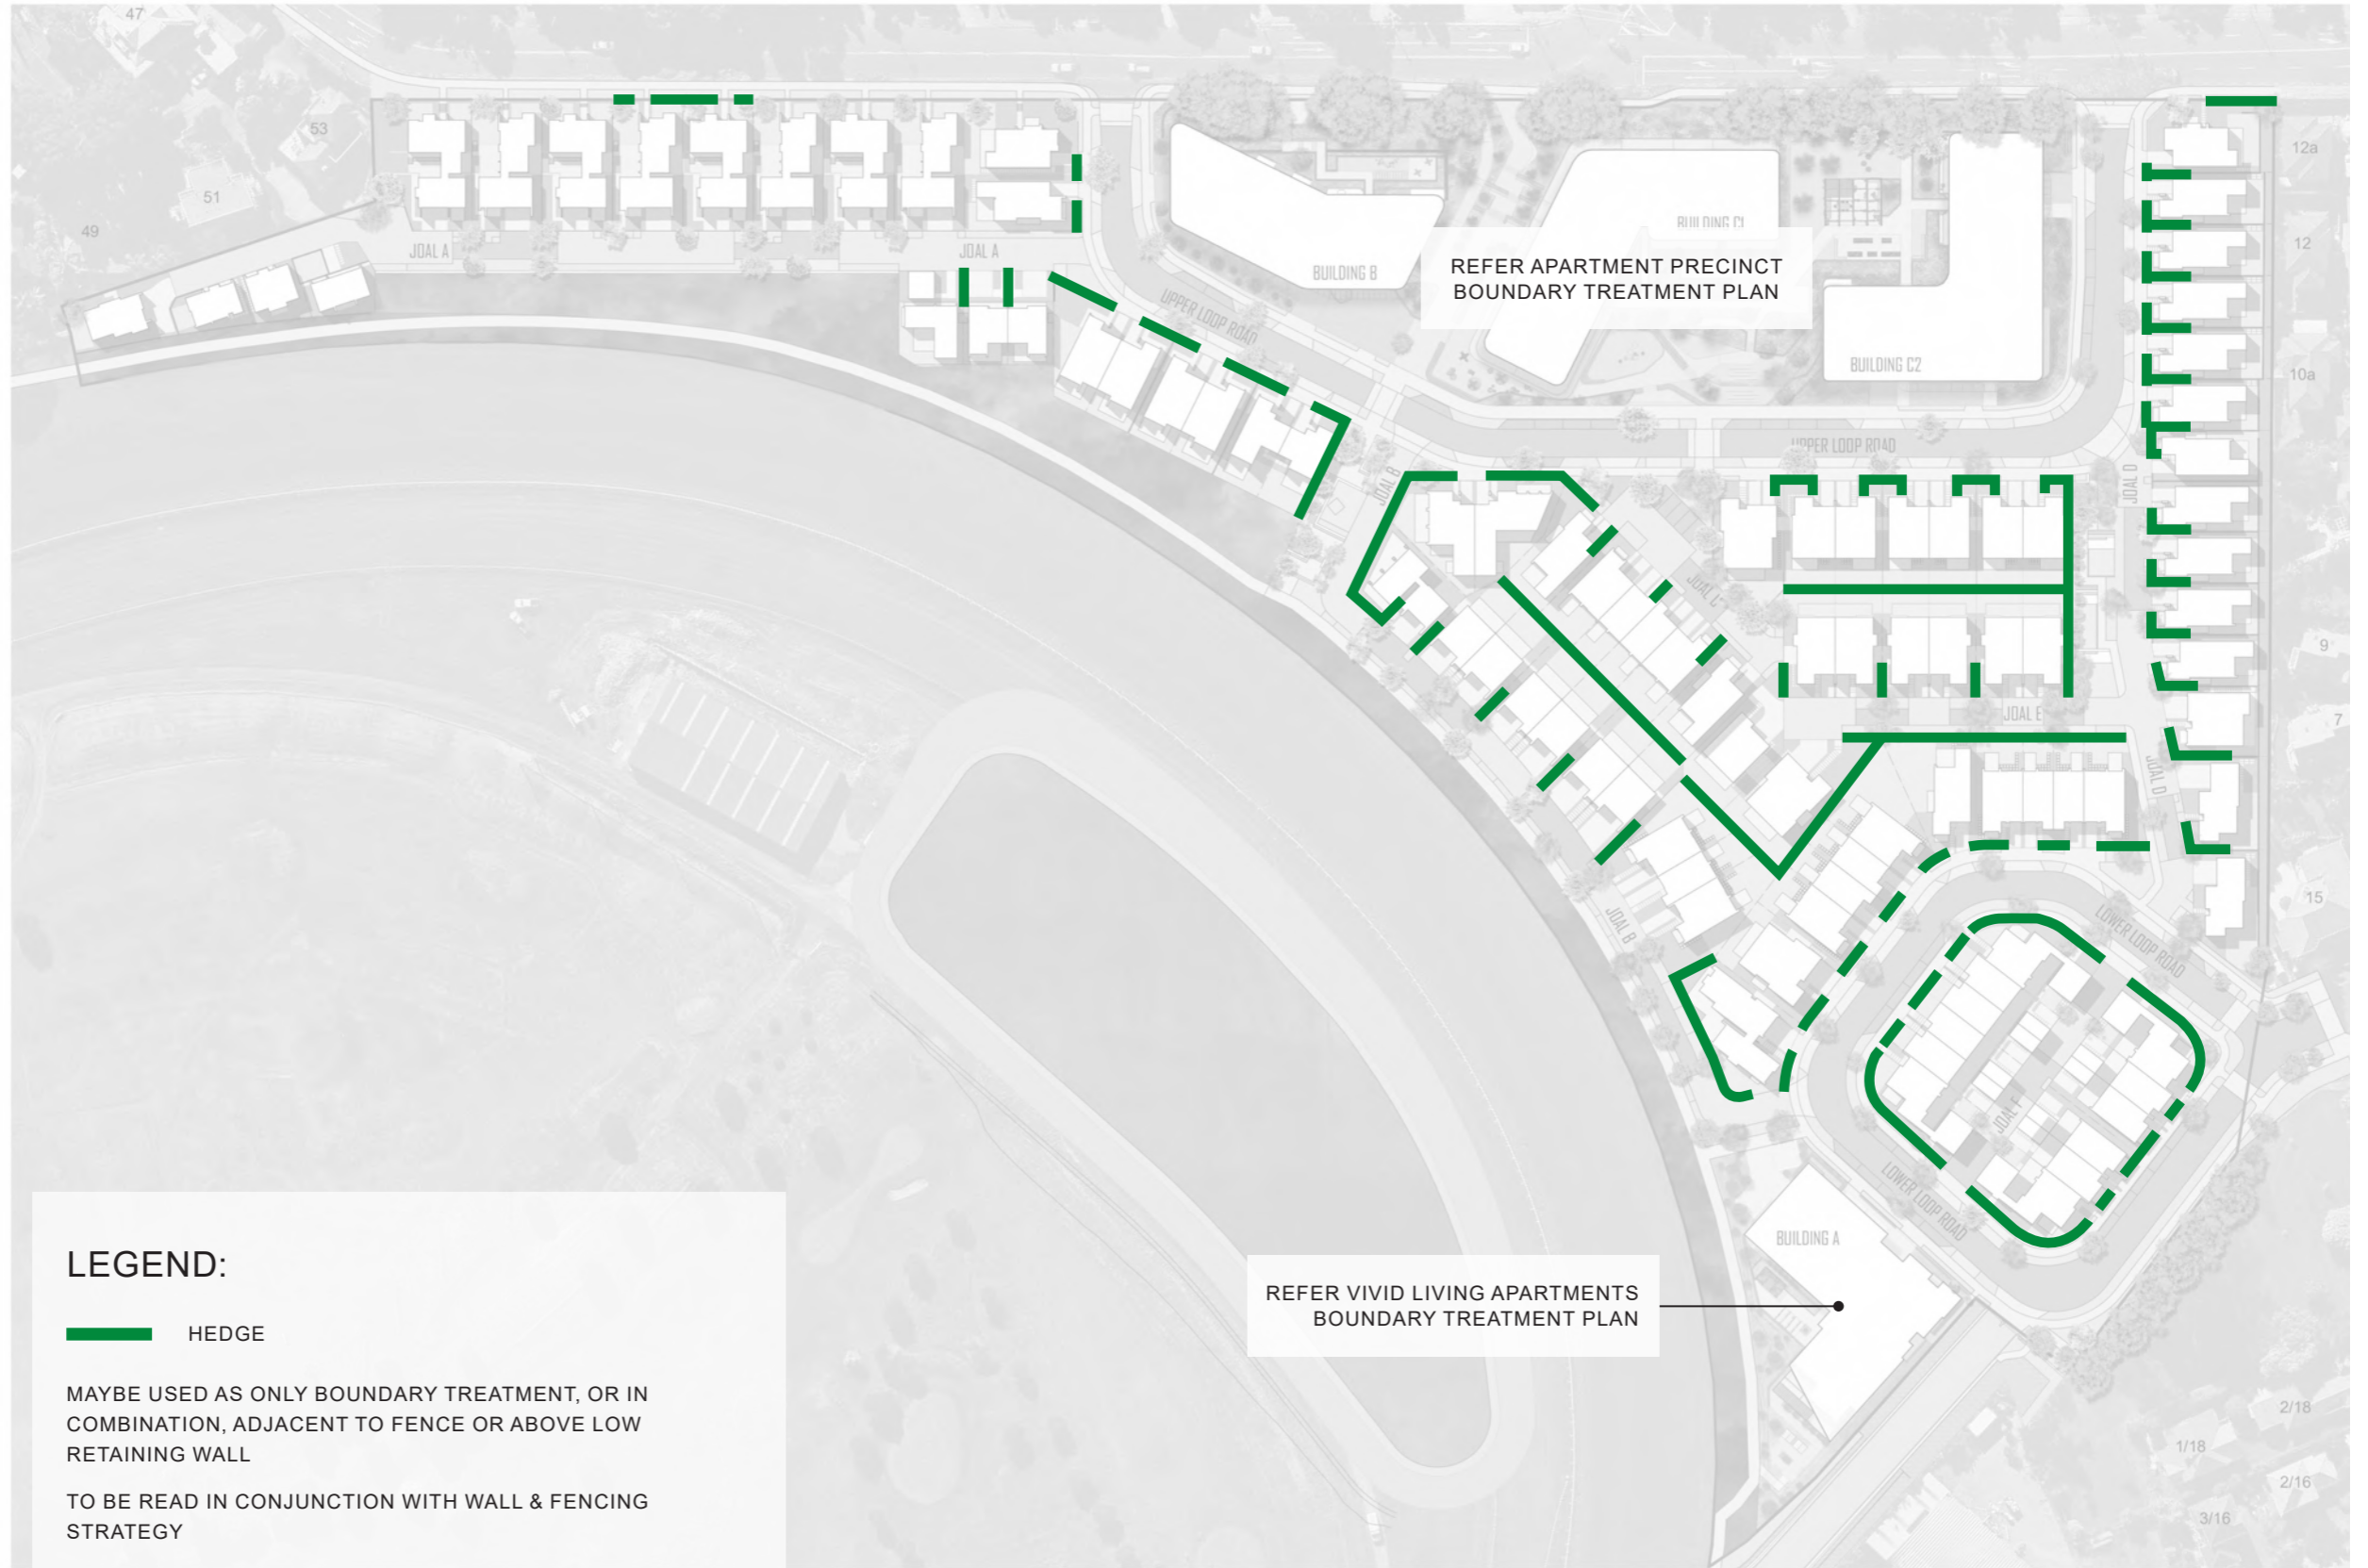 47
53
51
49
12a
12
10a
9
7
15
2/18
1/18
2/16
3/16
JOAL A
JOAL A
UPPER LOOP ROAD
BUILDING B
BUILDING C1
REFER APARTMENT PRECINCT
BOUNDARY TREATMENT PLAN
BUILDING C2
UPPER LOOP ROAD
JOAL B
JOAL C
JOAL D
JOAL E
JOAL D
JOAL B
LOWER LOOP ROAD
JOAL F
LOWER LOOP ROAD
BUILDING A
REFER VIVID LIVING APARTMENTS
BOUNDARY TREATMENT PLAN
LEGEND:
HEDGE
MAYBE USED AS ONLY BOUNDARY TREATMENT, OR IN
COMBINATION, ADJACENT TO FENCE OR ABOVE LOW
RETAINING WALL
TO BE READ IN CONJUNCTION WITH WALL & FENCING
STRATEGY